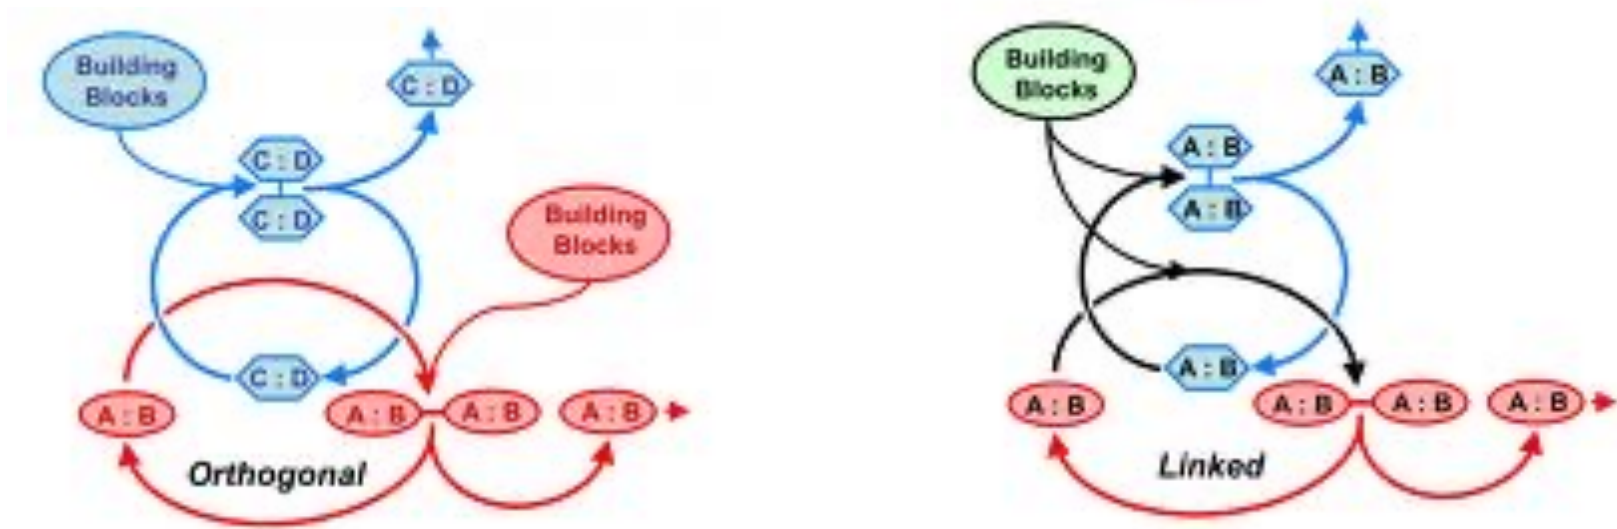 Building
Blocks
C : D
C : D
C : D
Building
Blocks
C : D
A : B
A : B
A : B
A : B
Orthogonal
Building
Blocks
A : B
A : B
A : B
A : B
A : B
A : B
A : B
A : B
Linked